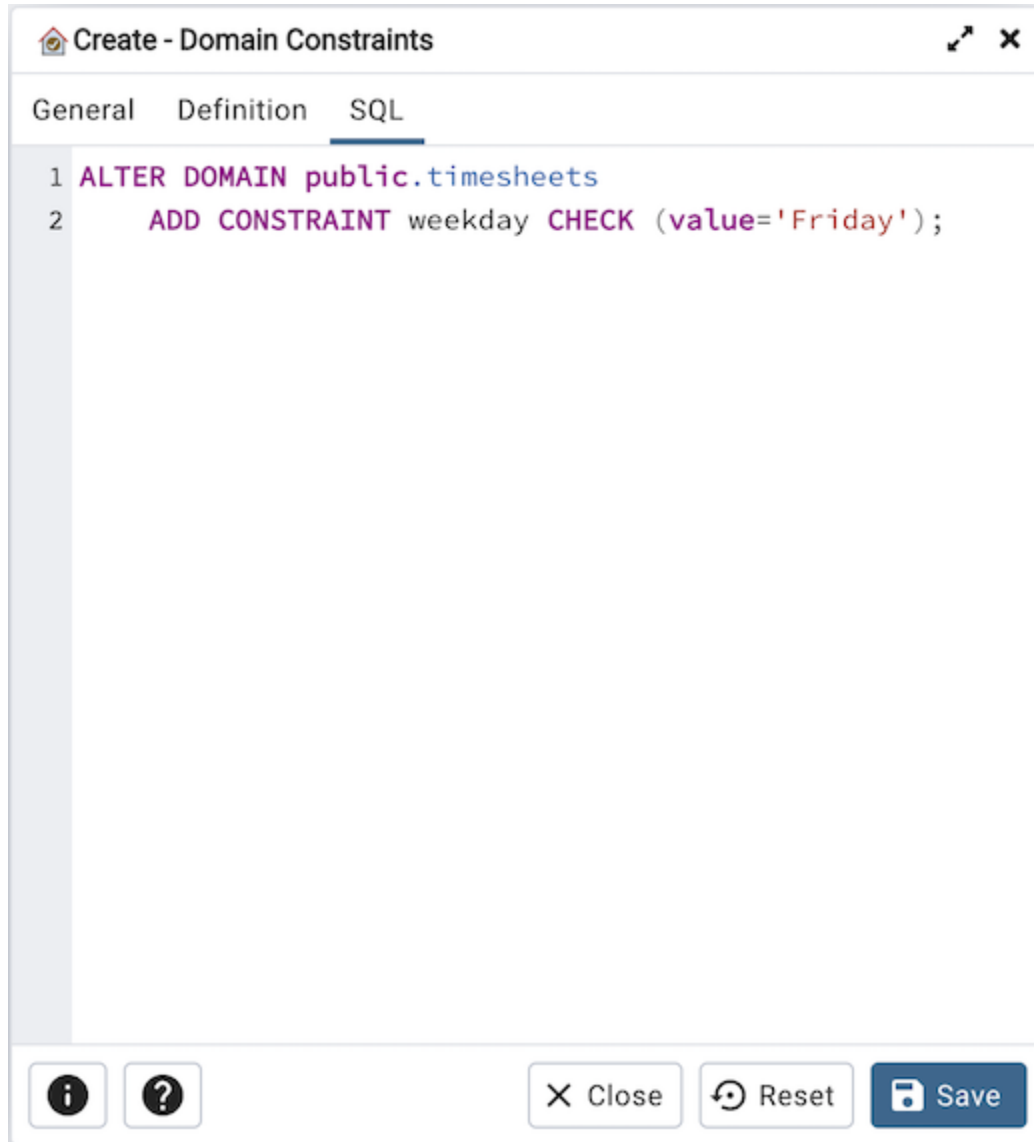 Create - Domain Constraints
General Definition SQL
1 ALTER DOMAIN public.timesheets
2 ADD CONSTRAINT weekday CHECK (value='Friday');
Close Reset Save